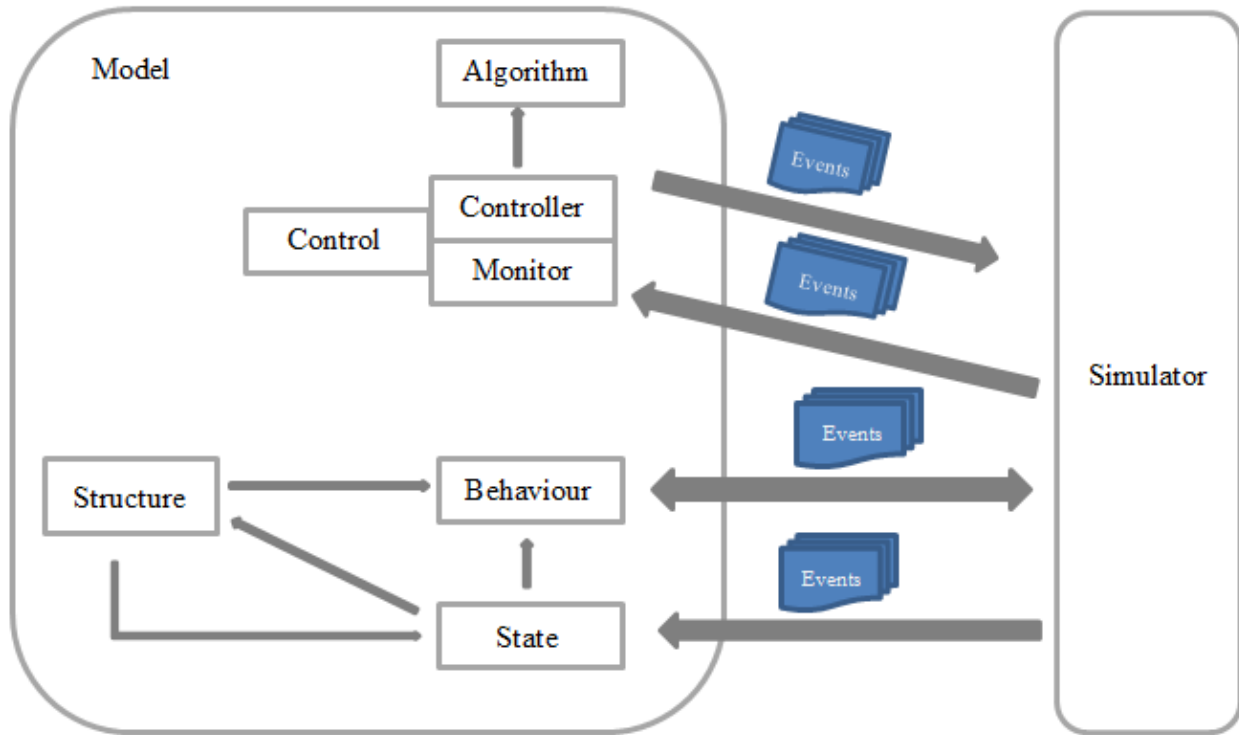 Model
Algorithm
Events
Controller
Control
Monitor
Events
Simulator
Events
Structure
Behaviour
Events
State